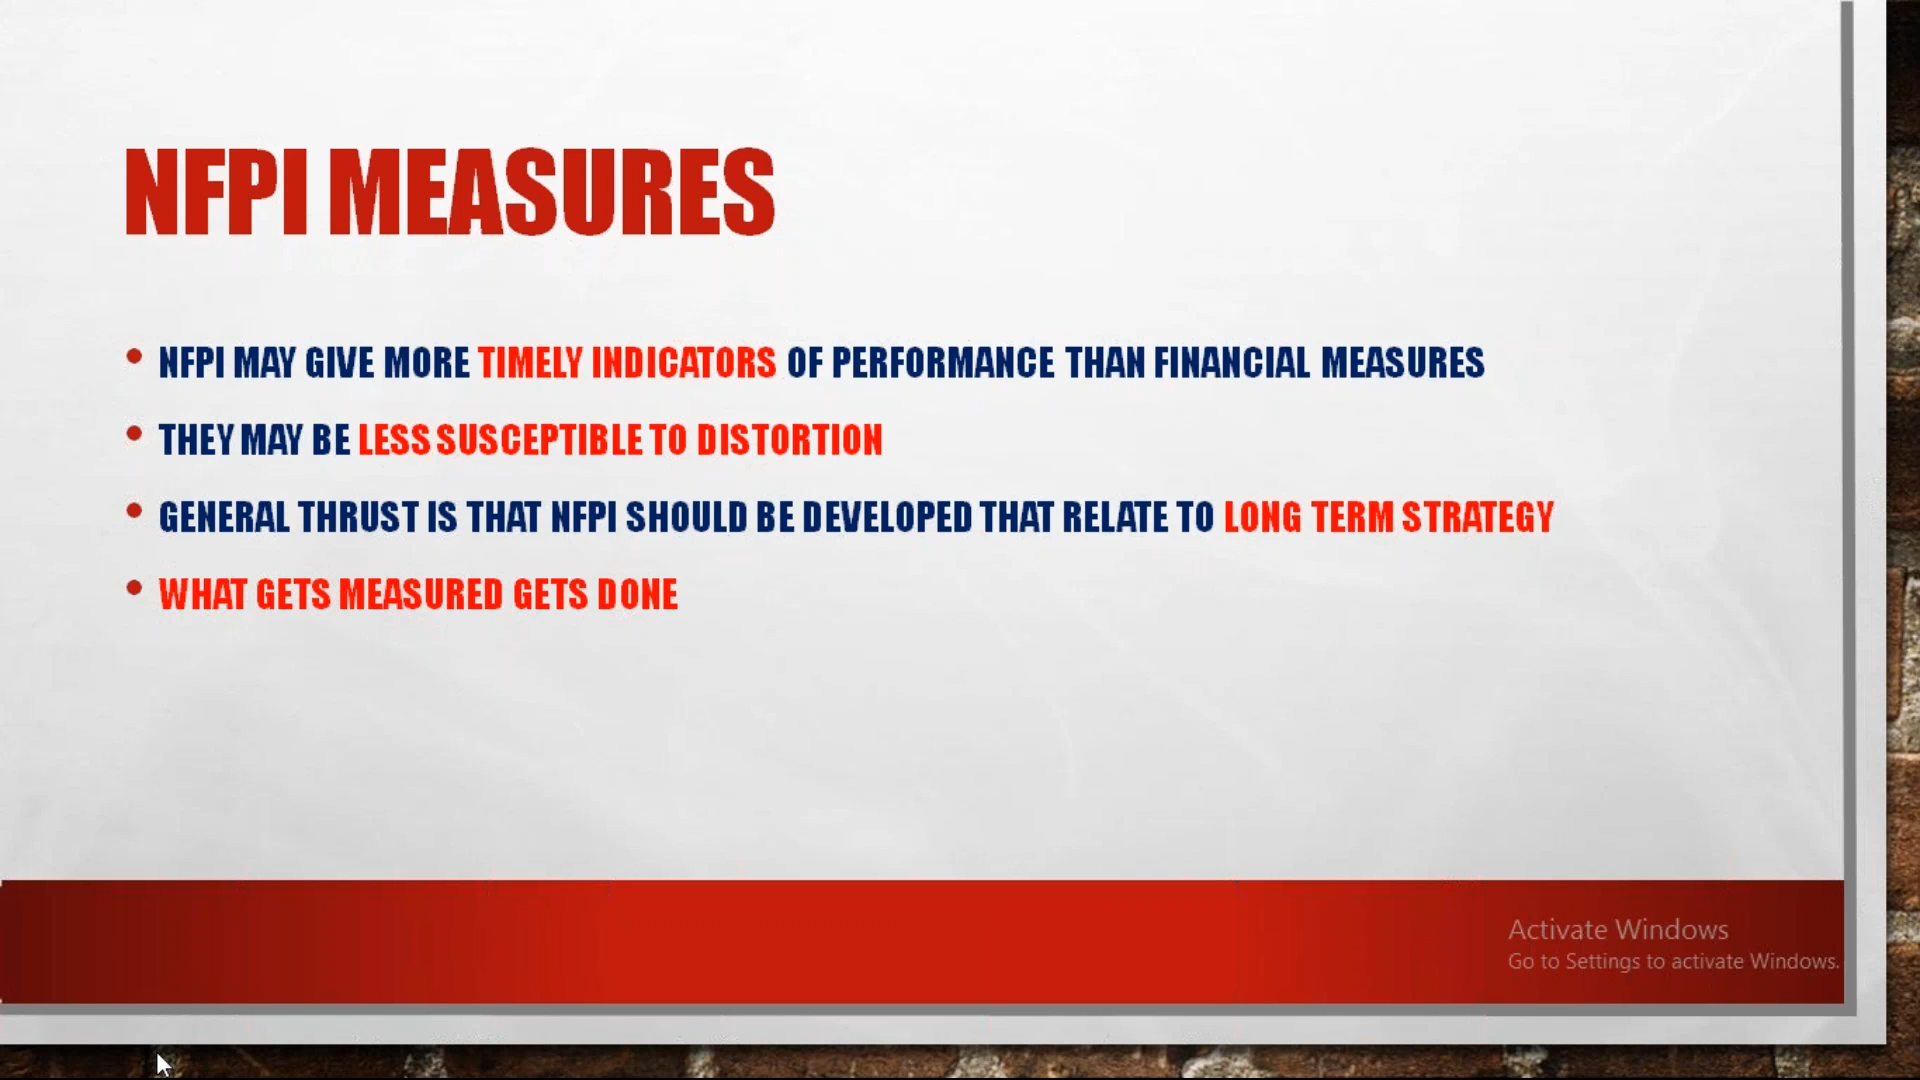 NFPI MEASURES
• NFPI MAY GIVE MORE TIMELY INDICATORS OF PERFORMANCE THAN FINANCIAL MEASURES
• THEY MAY BE LESS SUSCEPTIBLE TO DISTORTION
• GENERAL THRUST IS THAT NFPI SHOULD BE DEVELOPED THAT RELATE TO LONG TERM STRATEGY
• WHAT GETS MEASURED GETS DONE
Activate Windows
Go to Settings to activate Windows.